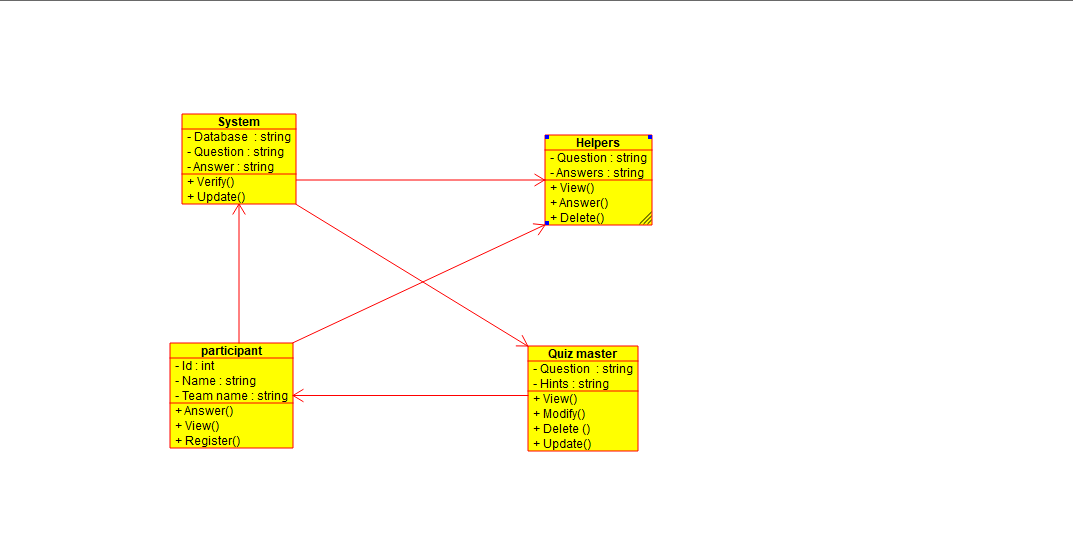 System
- Database : string
- Question : string
- Answer : string
+ Verify()
+ Update()
Helpers
- Question : string
- Answers : string
+ View()
+ Answer()
+ Delete()
participant
- Id : int
- Name : string
- Team name : string
+ Answer()
+ View()
+ Register()
Quiz master
- Question : string
- Hints : string
+ View()
+ Modify()
+ Delete ()
+ Update()